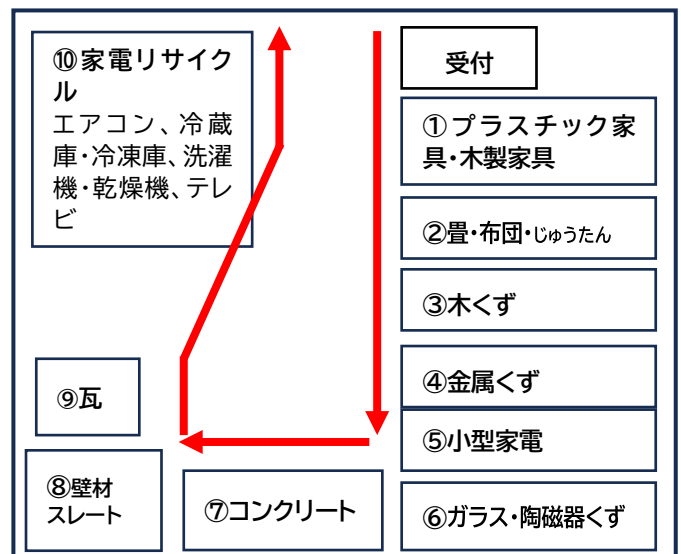 受付
①プラスチック家
具・木製家具
②畳・布団・じゅうたん
③木くず
④金属くず
⑤小型家電
⑥ガラス・陶磁器くず
⑦コンクリート
⑧壁材
スレート
⑨瓦
⑩家電リサイク
ル
エアコン、冷蔵
庫・冷凍庫、洗濯
機・乾燥機、テレ
ビ